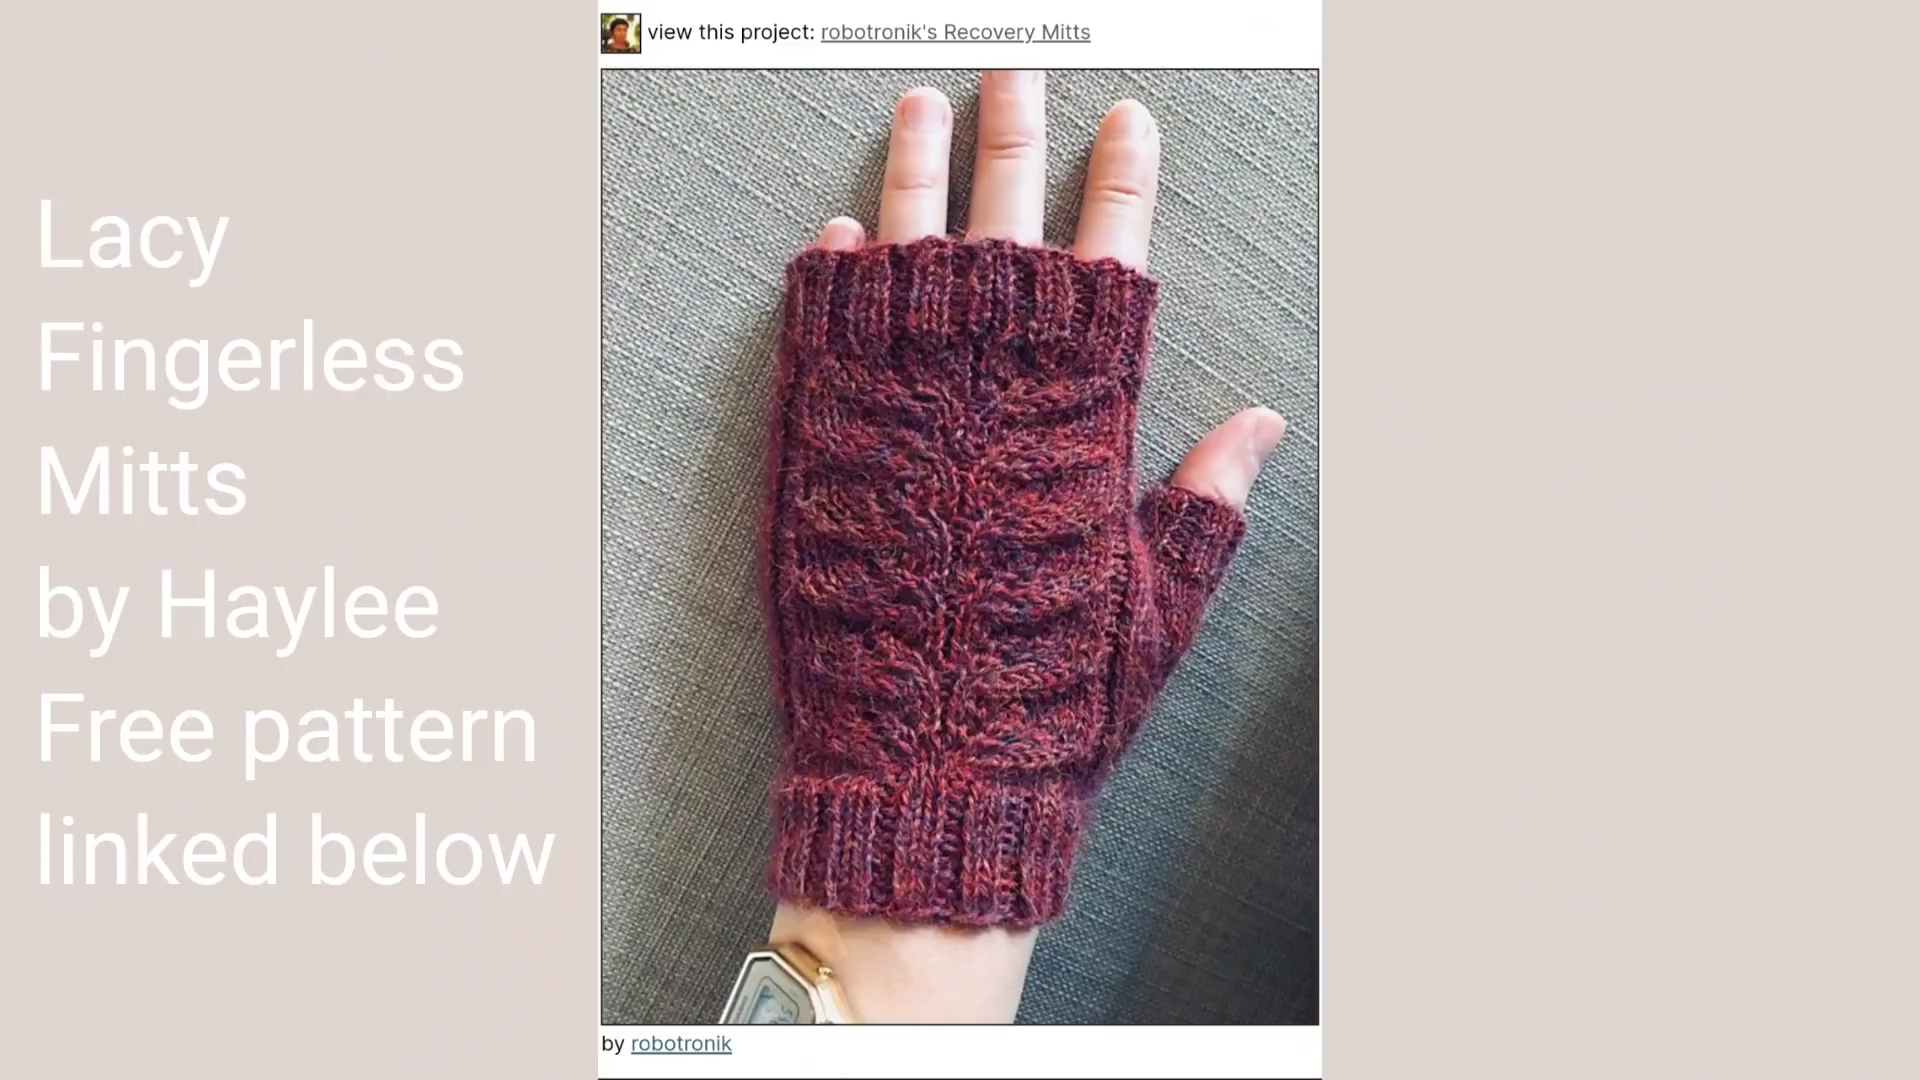 view this project: robotronik's Recovery Mitts
Lacy
Fingerless
Mitts
by Haylee
Free pattern
linked below
by robotronik